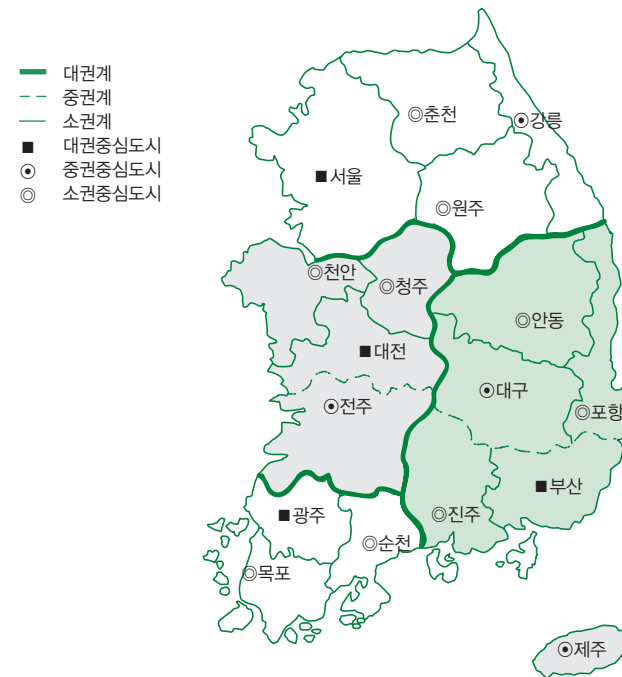 대권계
중권계
소권계
■ 대권중심도시
⊙ 중권중심도시
◎ 소권중심도시
◎춘천
⊙강릉
■서울
◎원주
◎천안
◎청주
◎안동
■대전
⊙전주
⊙대구
◎포항
■부산
■광주
◎진주
◎순천
◎목포
⊙제주